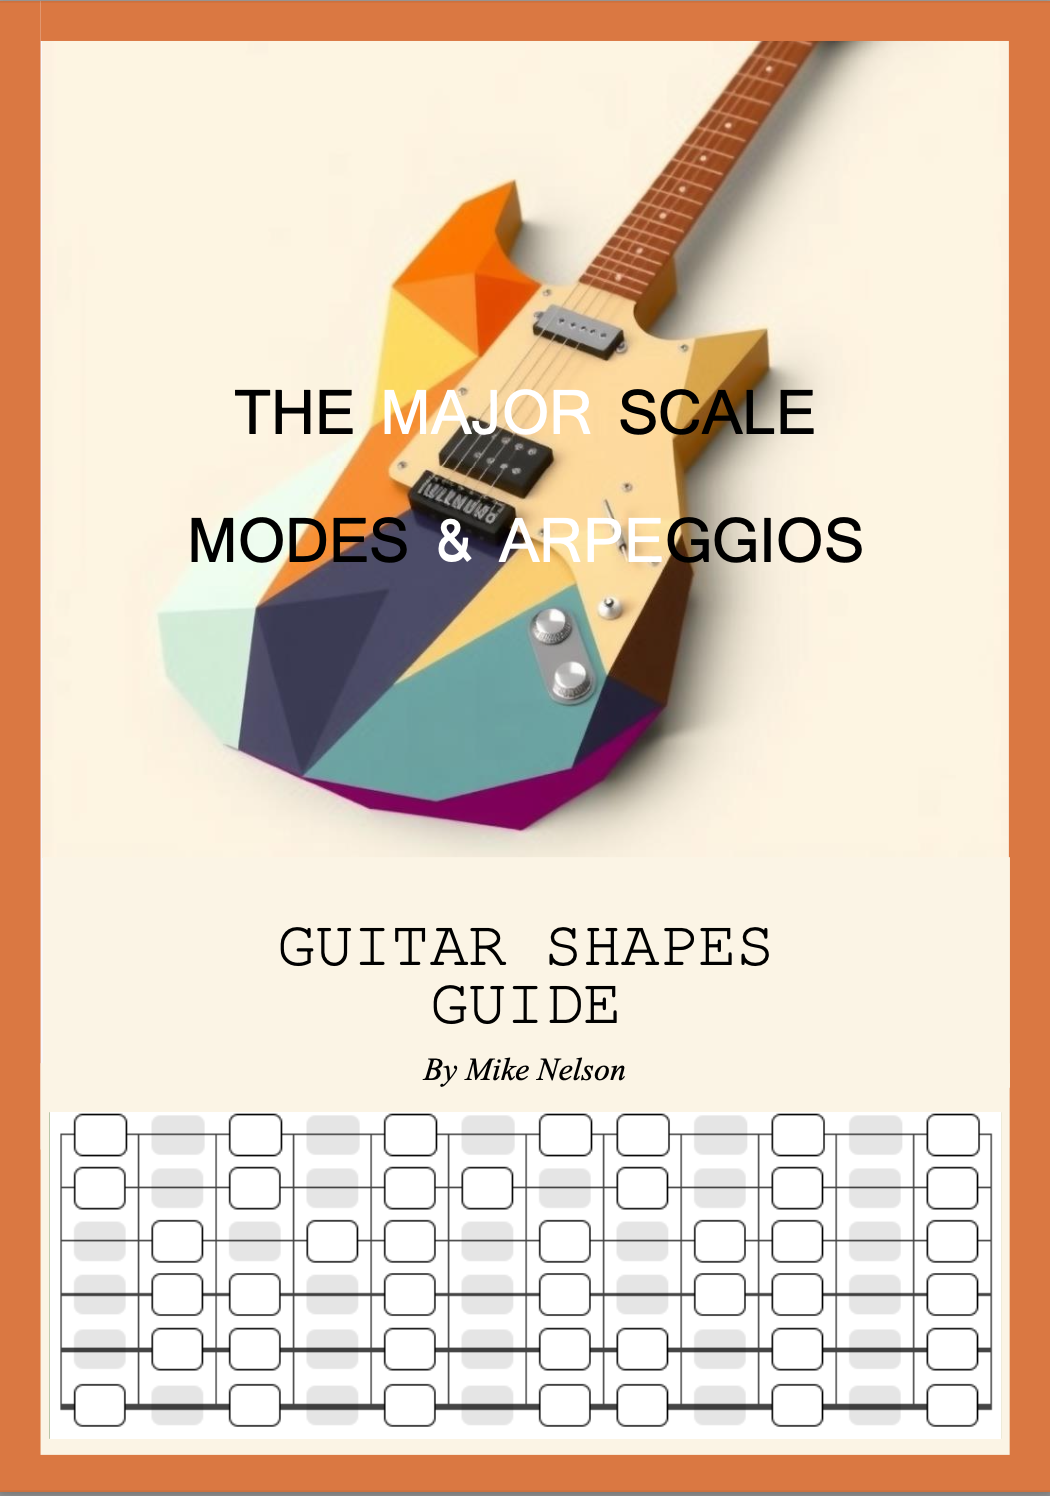 THE MAJOR SCALE
MODES & ARPEGGIOS
GUITAR SHAPES
GUIDE
By Mike Nelson